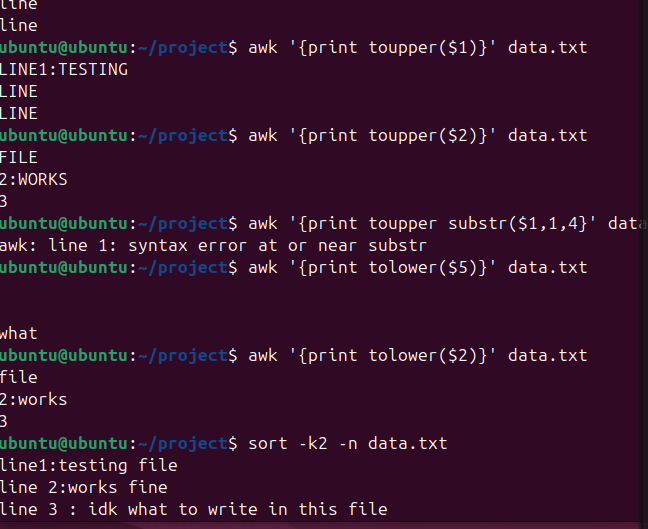 line
line
ubuntu@ubuntu:~/project$ awk '{print toupper($1)}' data.txt
LINE1:TESTING
LINE
LINE
ubuntu@ubuntu:~/project$ awk '{print toupper($2)}' data.txt
FILE
2:WORKS
3
ubuntu@ubuntu:~/project$ awk '{print toupper substr($1,1,4}' data
awk: line 1: syntax error at or near substr
ubuntu@ubuntu:~/project$ awk '{print tolower($5)}' data.txt
what
ubuntu@ubuntu:~/project$ awk '{print tolower($2)}' data.txt
file
2:works
3
ubuntu@ubuntu:~/project$ sort -k2 -n data.txt
line1:testing file
line 2:works fine
line 3 : idk what to write in this file